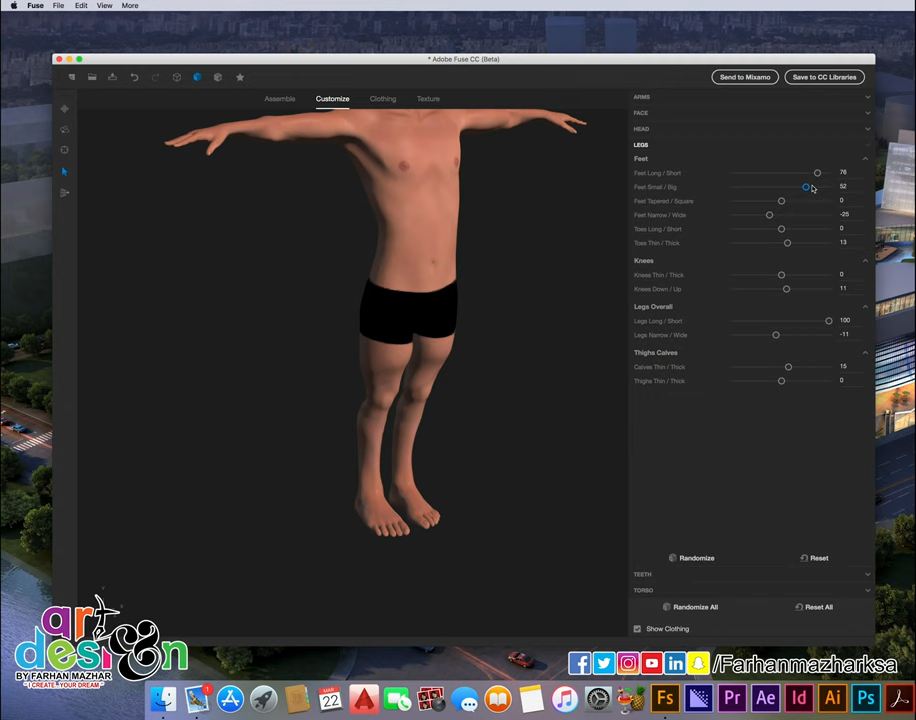 Fuse File Edit View More
* Adobe Fuse CC (Beta)
Send to Mixamo Save to CC Libraries
Assemble Customize Clothing Texture
ARMS
FACE
HEAD
LEGS
Feet
Feet Long / Short 76
Feet Small / Big 52
Feet Tapered / Square 0
Feet Narrow / Wide -25
Toes Long / Short 0
Toes Thin / Thick 13
Knees
Knees Thin / Thick 0
Knees Down / Up 11
Legs Overall
Legs Long / Short 100
Legs Narrow / Wide -11
Thighs Calves
Calves Thin / Thick 15
Thighs Thin / Thick 0
Randomize Reset
TEETH
TORSO
Randomize All Reset All
Show Clothing
art
design &
BY FARHAN MAZHAR
"I CREATE, YOUR DREAM"
/Farhanmazharksa
MAR
22
1
Fs Pr Ae Id Ai Ps